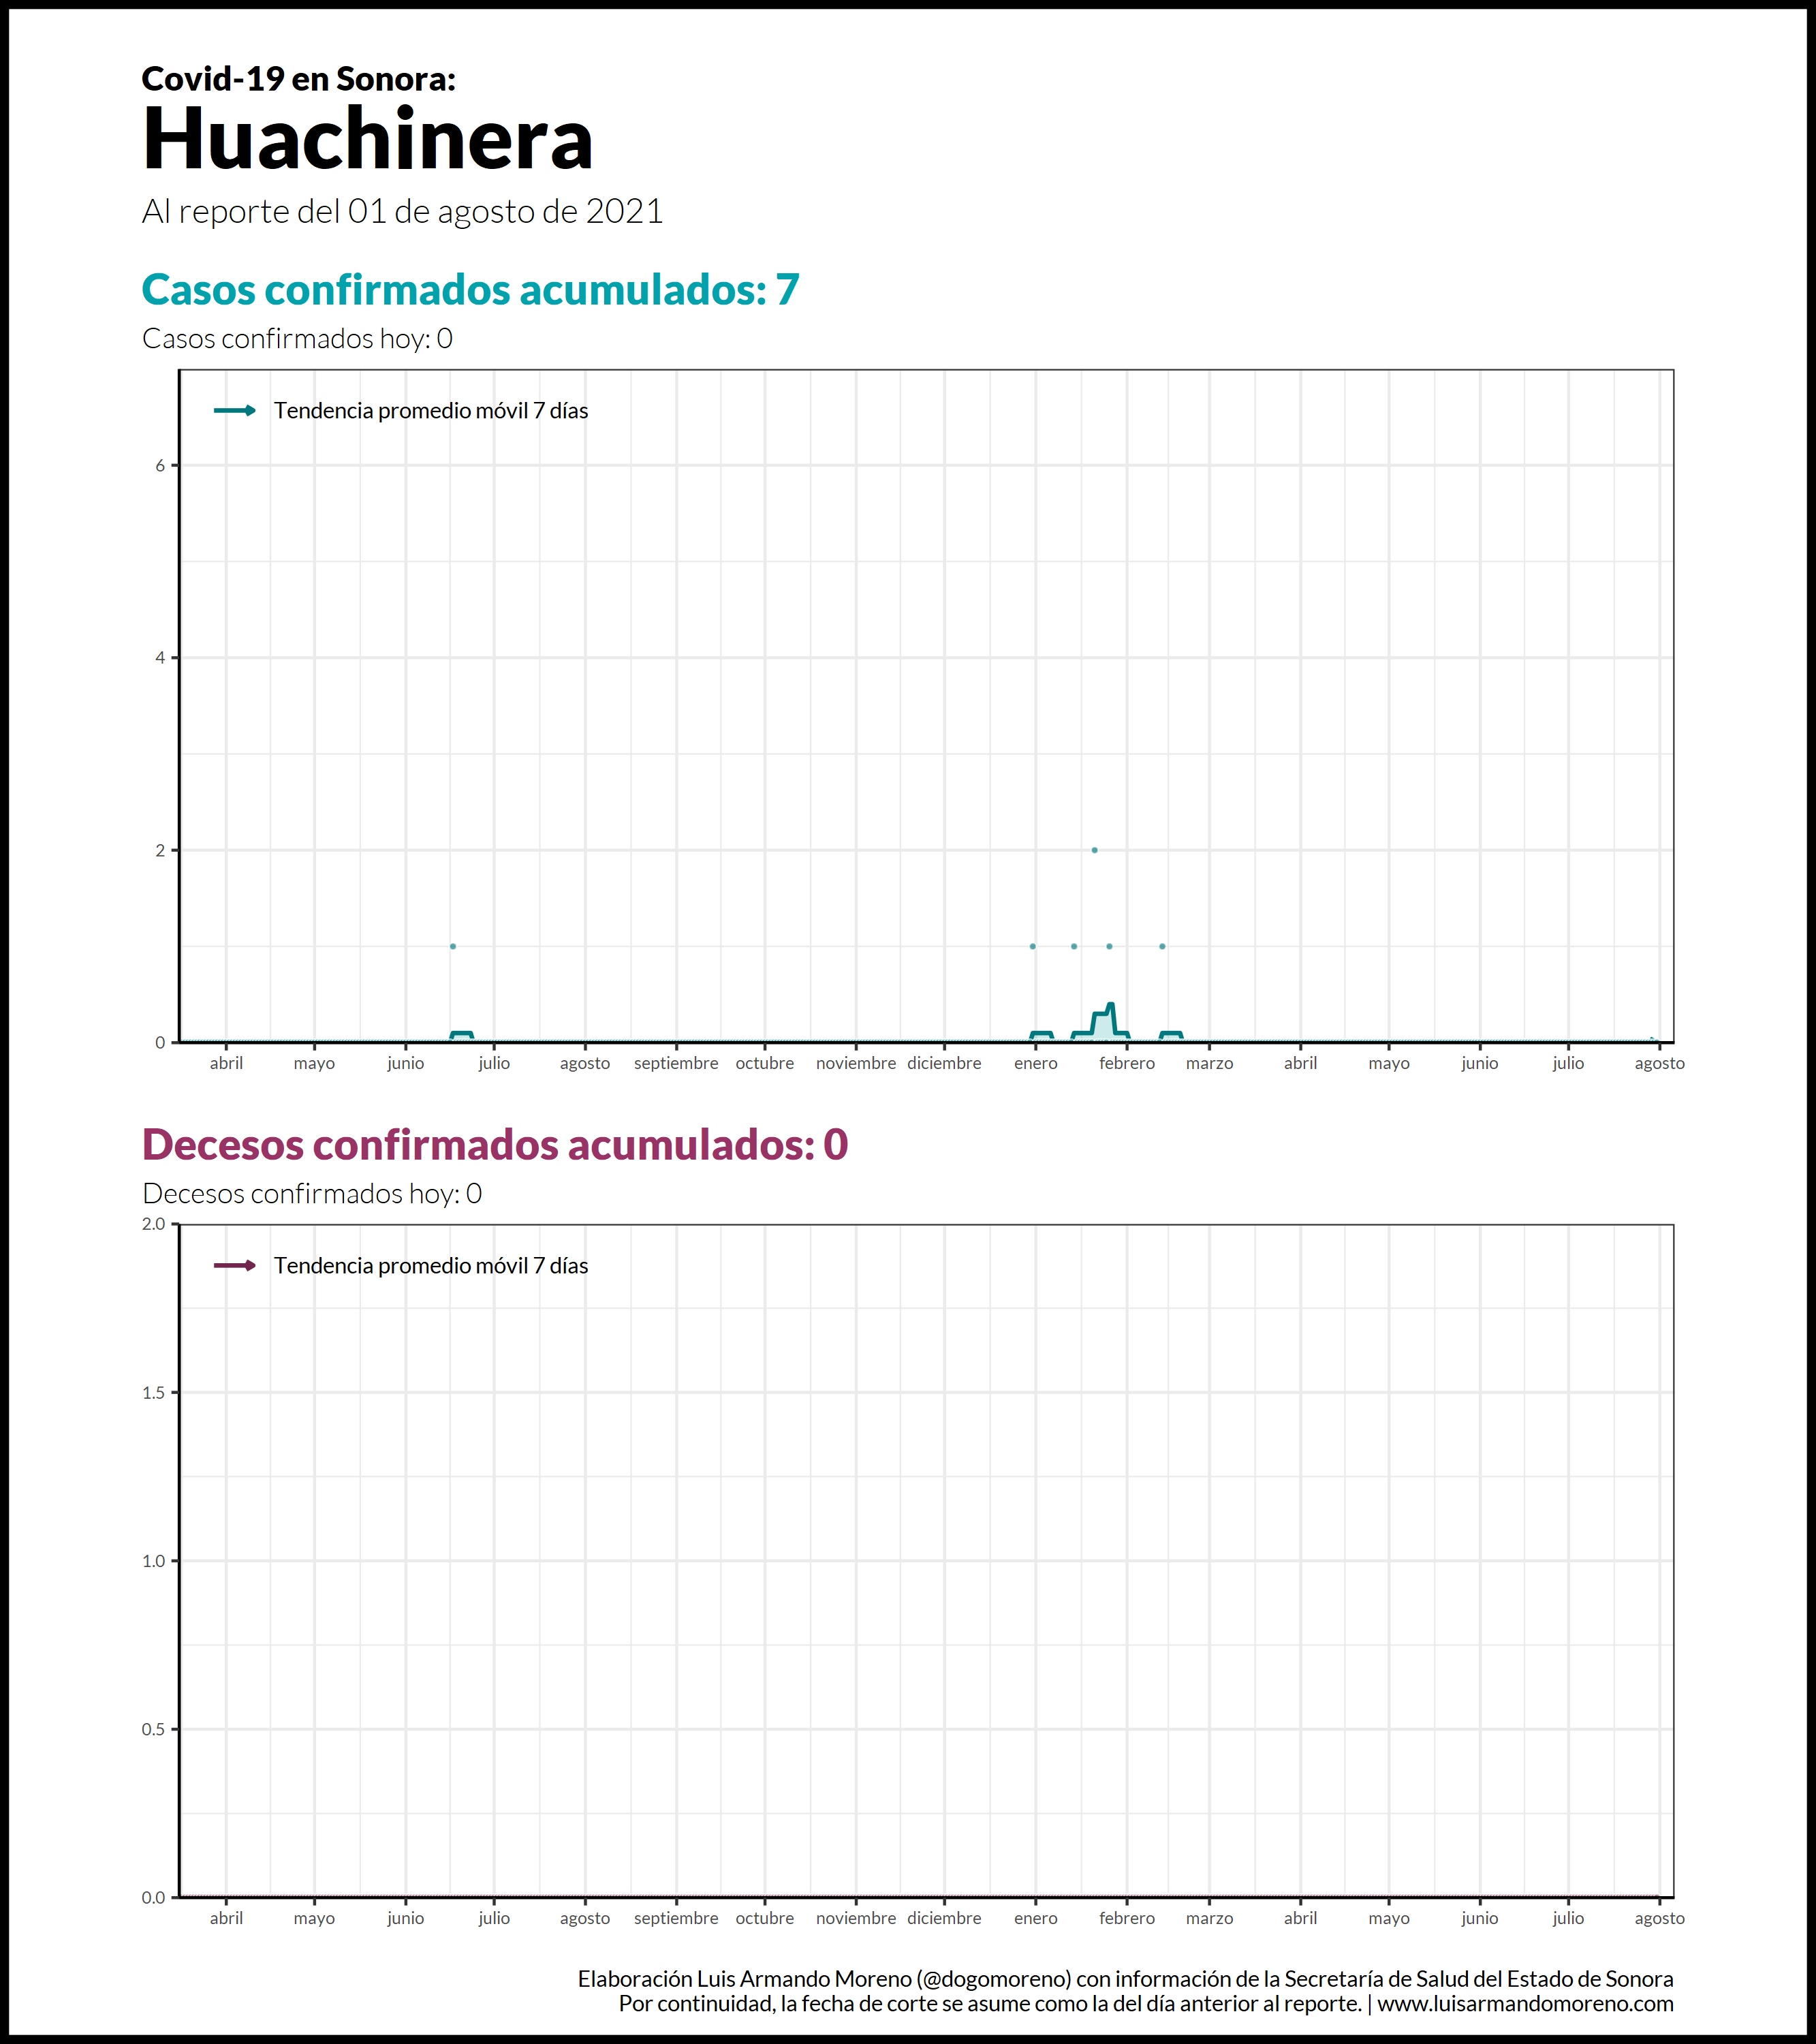 Covid-19 en Sonora:
Huachinera
Al reporte del 01 de agosto de 2021
Casos confirmados acumulados: 7
Casos confirmados hoy: 0
Tendencia promedio móvil 7 días
6
4
2
0
abril mayo junio julio agosto septiembre octubre noviembre diciembre enero febrero marzo abril mayo junio julio agosto
Decesos confirmados acumulados: 0
Decesos confirmados hoy: 0
2.0
Tendencia promedio móvil 7 días
1.5
1.0
0.5
0.0
abril mayo junio julio agosto septiembre octubre noviembre diciembre enero febrero marzo abril mayo junio julio agosto
Elaboración Luis Armando Moreno (@dogomoreno) con información de la Secretaría de Salud del Estado de Sonora
Por continuidad, la fecha de corte se asume como la del día anterior al reporte. | www.luisarmandomoreno.com